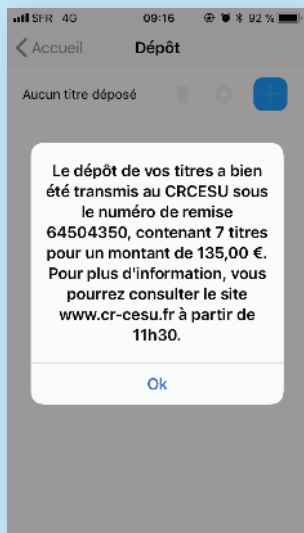 SFR 4G 09:16 92 %
Accueil Dépôt
Aucun titre déposé
Le dépôt de vos titres a bien
été transmis au CRCESU sous
le numéro de remise
64504350, contenant 7 titres
pour un montant de 135,00 €.
Pour plus d'information, vous
pourrez consulter le site
www.cr-cesu.fr à partir de
11h30.
Ok